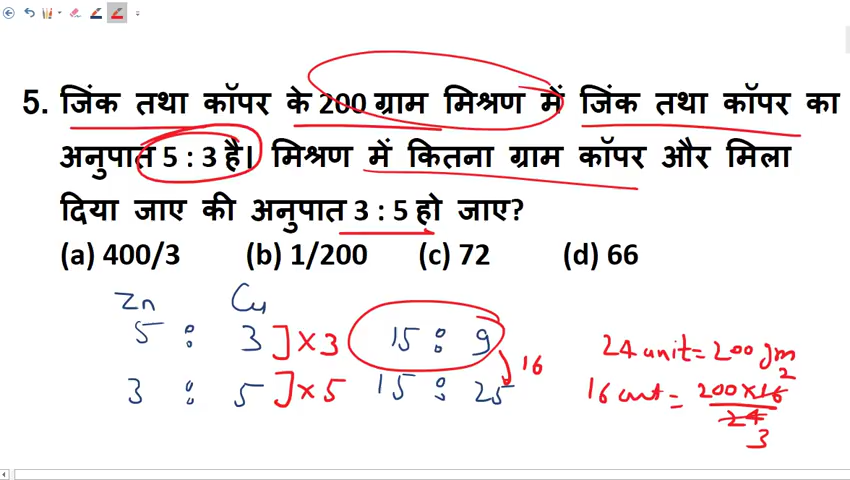 5. जिंक तथा कॉपर के 200 ग्राम मिश्रण में जिंक तथा कॉपर का
अनुपात 5 : 3 है। मिश्रण में कितना ग्राम कॉपर और मिला
दिया जाए की अनुपात 3 : 5 हो जाए?
(a) 400/3 (b) 1/200 (c) 72 (d) 66
Zn Cu
5 : 3 ] × 3 15 : 9
3 : 5 ] × 5 15 : 25
16
24 unit = 200 gm
16 unit = 200 × 16 / 24
2
3